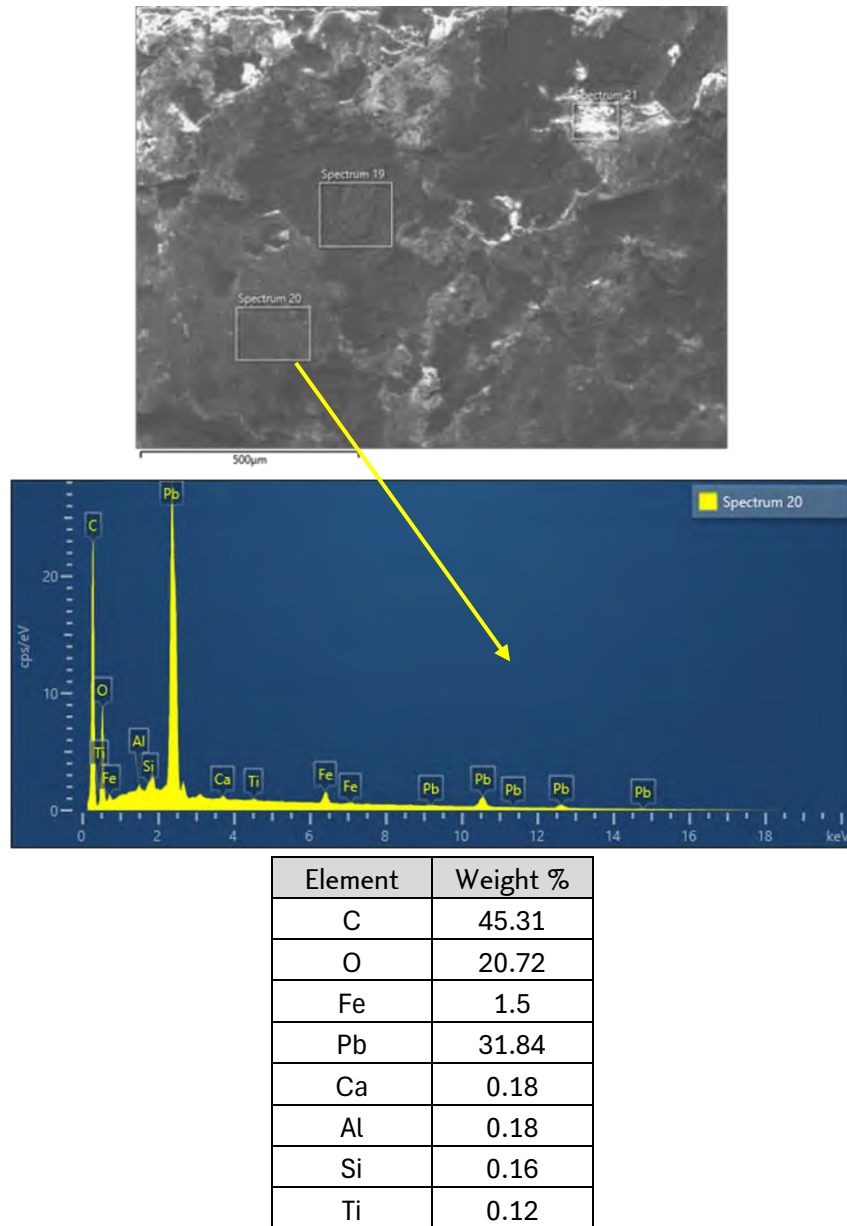 Spectrum 21
Spectrum 19
Spectrum 20
500µm
Spectrum 20
cps/eV
20
10
0
C
O
Ti
Fe
Al
Si
Pb
Ca
Ti
Fe
Fe
Pb
Pb
Pb
Pb
Pb
0 2 4 6 8 10 12 14 16 18 keV
Element Weight %
C 45.31
O 20.72
Fe 1.5
Pb 31.84
Ca 0.18
Al 0.18
Si 0.16
Ti 0.12